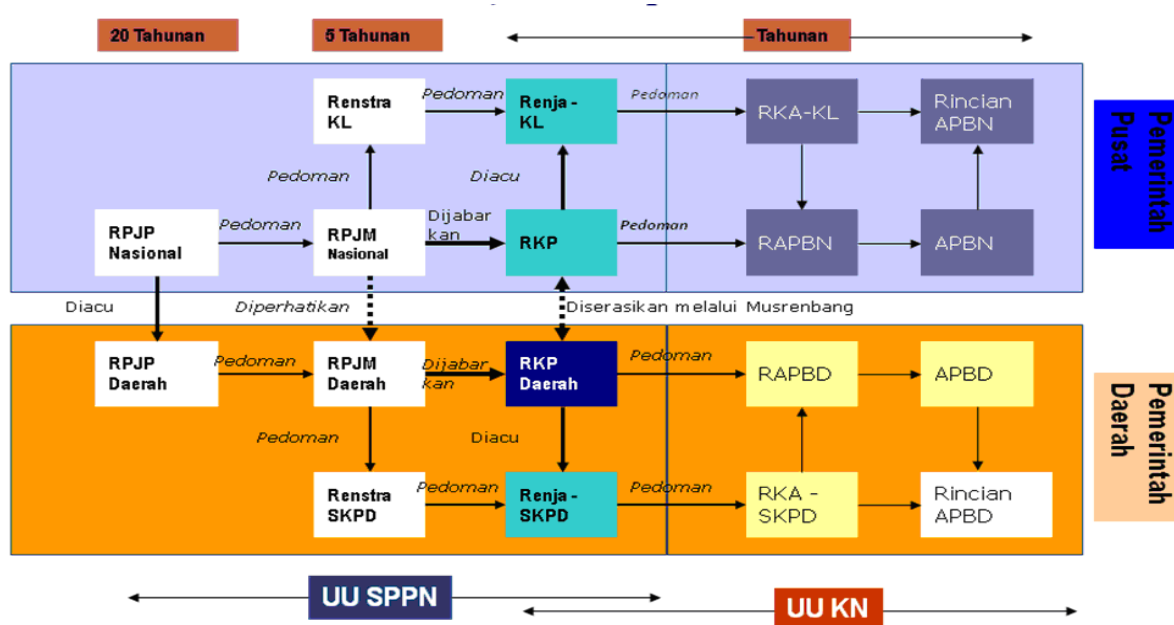 20 Tahunan
5 Tahunan
Tahunan
Renstra
KL
Pedoman
Renja -
KL
Pedoman
RKA-KL
Rincian
APBN
Pemerintah
Pusat
Pedoman
Diacu
RPJP
Nasional
Pedoman
RPJM
Nasional
Dijabar
kan
RKP
Pedoman
RAPBN
APBN
Diacu
Diperhatikan
Diserasikan melalui Musrenbang
RPJP
Daerah
Pedoman
RPJM
Daerah
Dijabar
kan
RKP
Daerah
Pedoman
RAPBD
APBD
Pemerintah
Daerah
Pedoman
Diacu
Renstra
SKPD
Pedoman
Renja -
SKPD
Pedoman
RKA -
SKPD
Rincian
APBD
UU SPPN
UU KN